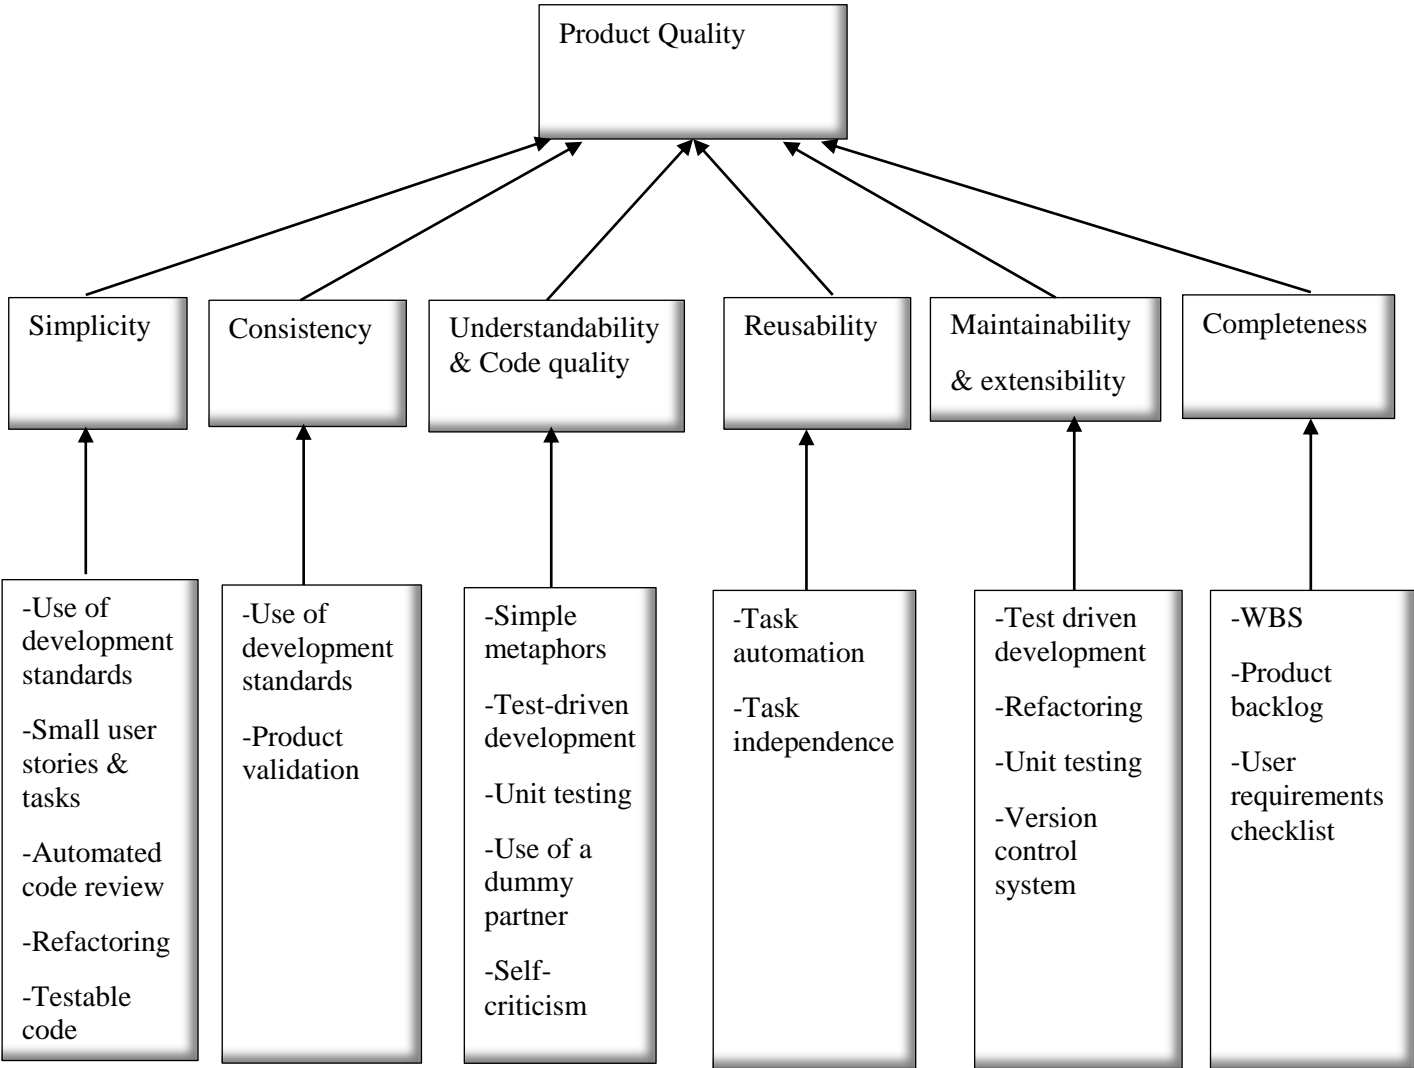 Product Quality
Simplicity
Consistency
Understandability
& Code quality
Reusability
Maintainability
& extensibility
Completeness
-Use of
development
standards
-Small user
stories &
tasks
-Automated
code review
-Refactoring
-Testable
code
-Use of
development
standards
-Product
validation
-Simple
metaphors
-Test-driven
development
-Unit testing
-Use of a
dummy
partner
-Self-
criticism
-Task
automation
-Task
independence
-Test driven
development
-Refactoring
-Unit testing
-Version
control
system
-WBS
-Product
backlog
-User
requirements
checklist